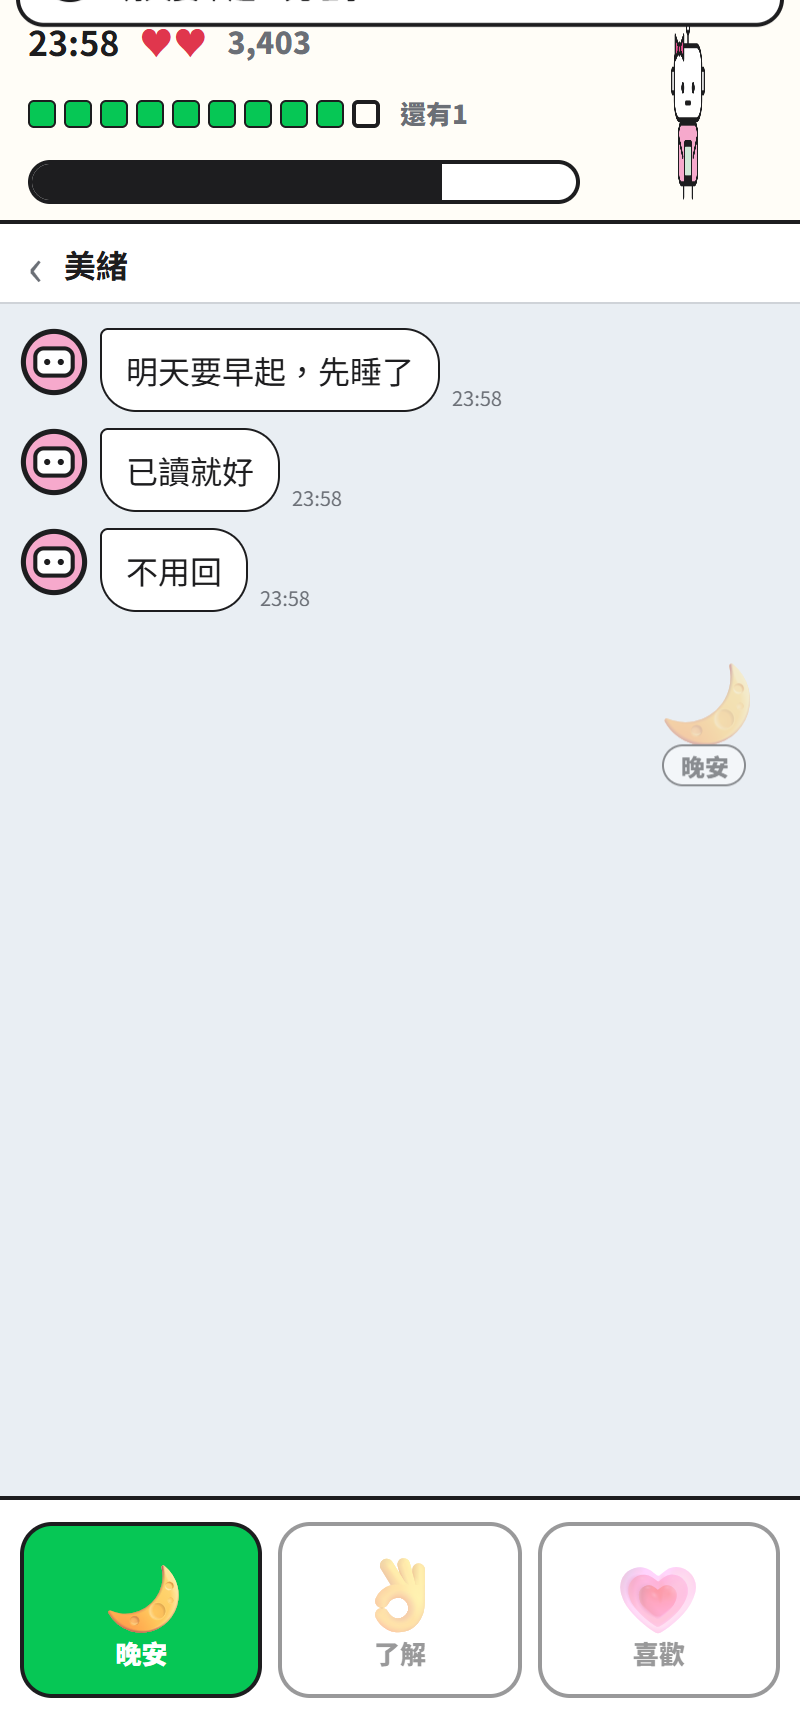 23:58 ♥♥ 3,403
還有1
‹ 美緒
明天要早起，先睡了
23:58
已讀就好
23:58
不用回
23:58
晚安
晚安
了解
喜歡